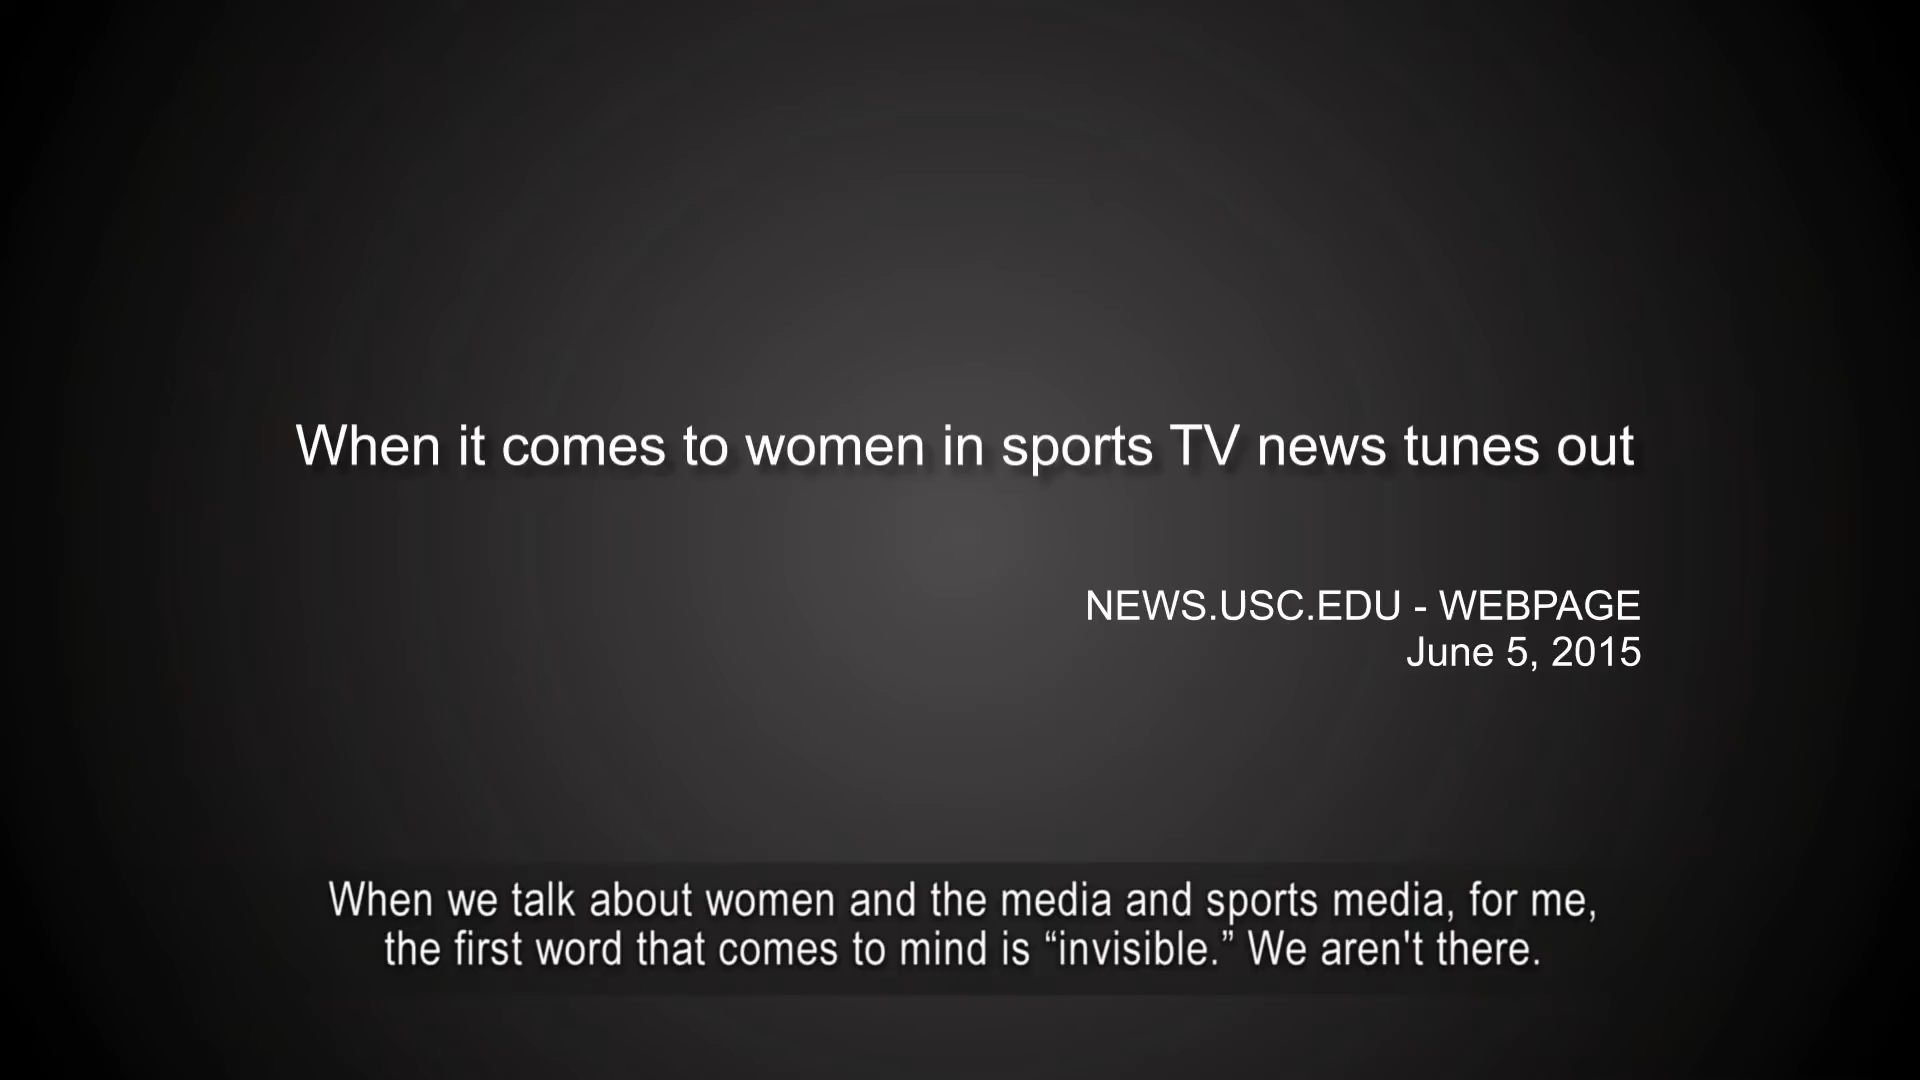 When it comes to women in sports TV news tunes out
NEWS.USC.EDU - WEBPAGE
June 5, 2015
When we talk about women and the media and sports media, for me,
the first word that comes to mind is “invisible.” We aren't there.